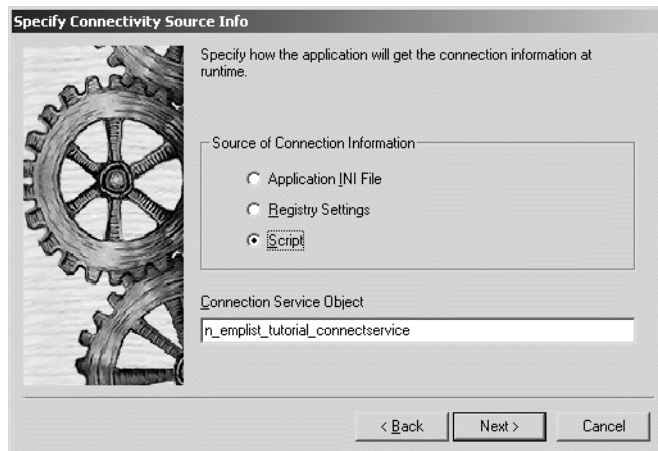 Specify Connectivity Source Info
Specify how the application will get the connection information at
runtime.
Source of Connection Information
Application INI File
Registry Settings
Script
Connection Service Object
n_emplist_tutorial_connectservice
< Back
Next >
Cancel